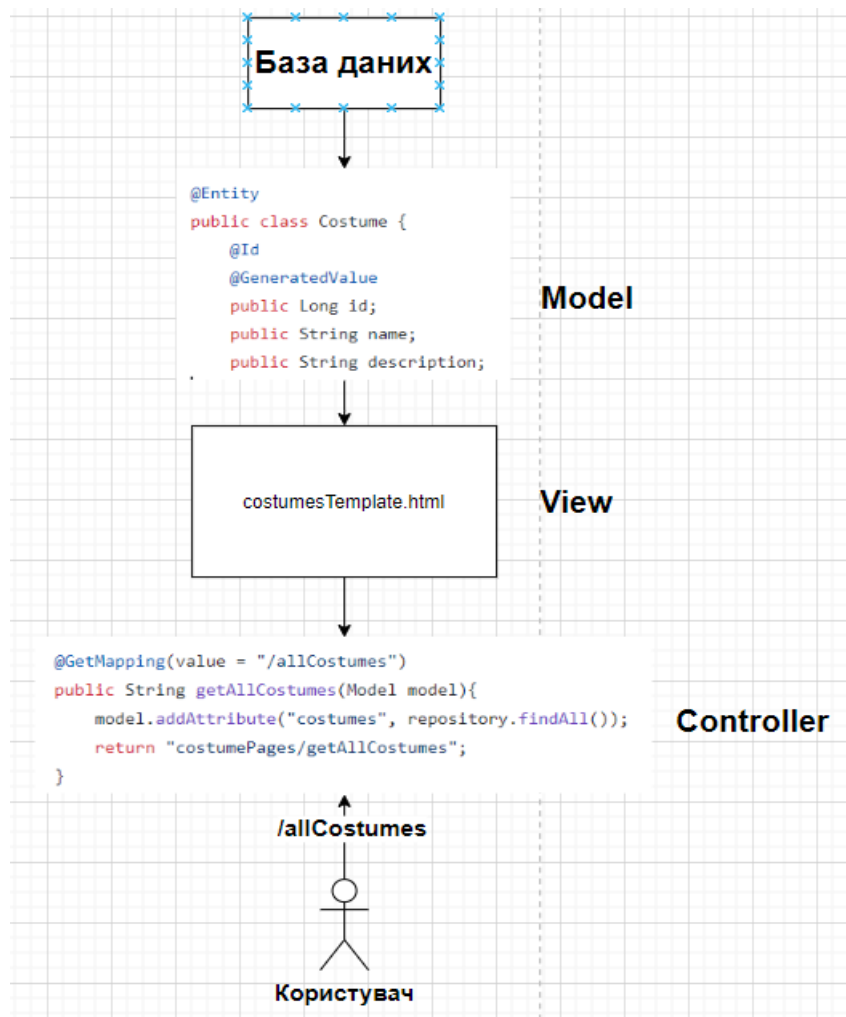 База даних
@Entity
public class Costume {
@Id
@GeneratedValue
public Long id;
public String name;
public String description;
Model
costumesTemplate.html
View
@GetMapping(value = "/allCostumes")
public String getAllCostumes(Model model){
model.addAttribute("costumes", repository.findAll());
return "costumePages/getAllCostumes";
}
Controller
/allCostumes
Користувач